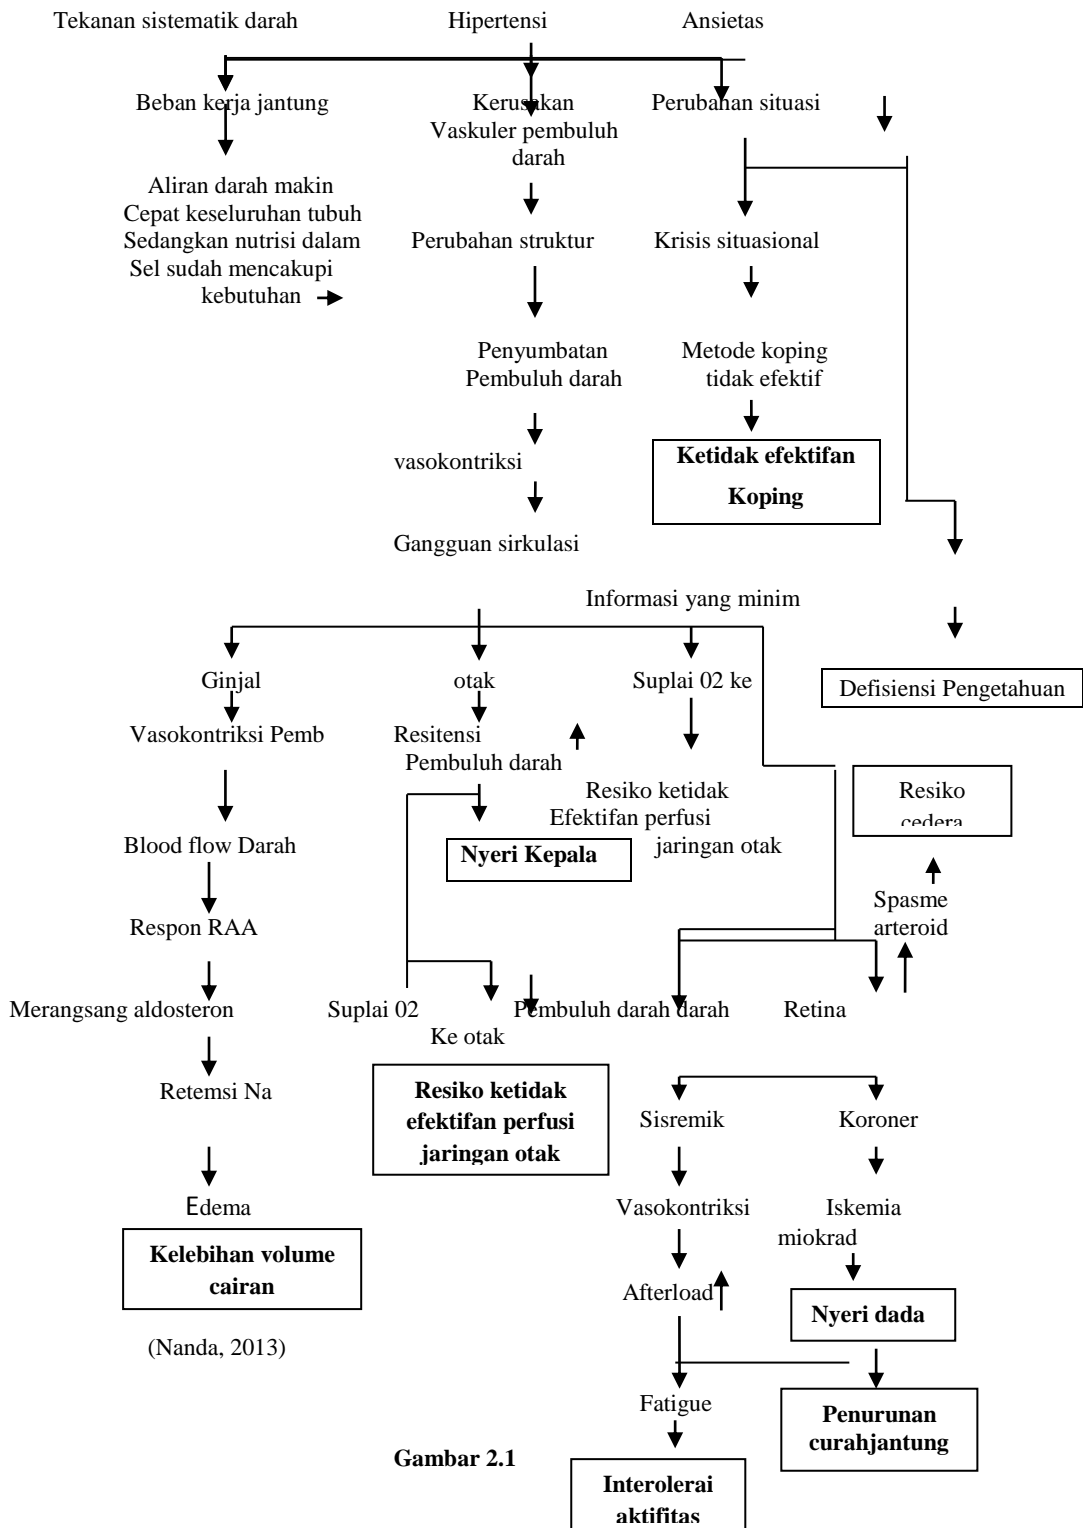 Tekanan sistematik darah
Hipertensi
Ansietas
Beban kerja jantung
Kerusakan
Vaskuler pembuluh
darah
Perubahan situasi
Aliran darah makin
Cepat keseluruhan tubuh
Sedangkan nutrisi dalam
Sel sudah mencakupi
kebutuhan
Perubahan struktur
Krisis situasional
Penyumbatan
Pembuluh darah
Metode koping
tidak efektif
vasokontriksi
Ketidak efektifan
Koping
Gangguan sirkulasi
Informasi yang minim
Ginjal
otak
Suplai 02 ke
Defisiensi Pengetahuan
Vasokontriksi Pemb
Resitensi
Pembuluh darah
Resiko ketidak
Efektifan perfusi
jaringan otak
Resiko
cedera
Blood flow Darah
Nyeri Kepala
Spasme
arteroid
Respon RAA
Merangsang aldosteron
Suplai 02
Ke otak
Pembuluh darah darah
Retina
Retemsi Na
Resiko ketidak
efektifan perfusi
jaringan otak
Sisremik
Koroner
Edema
Vasokontriksi
Iskemia
miokrad
Kelebihan volume
cairan
Afterload
Nyeri dada
(Nanda, 2013)
Fatigue
Penurunan
curahjantung
Gambar 2.1
Interolerai
aktifitas